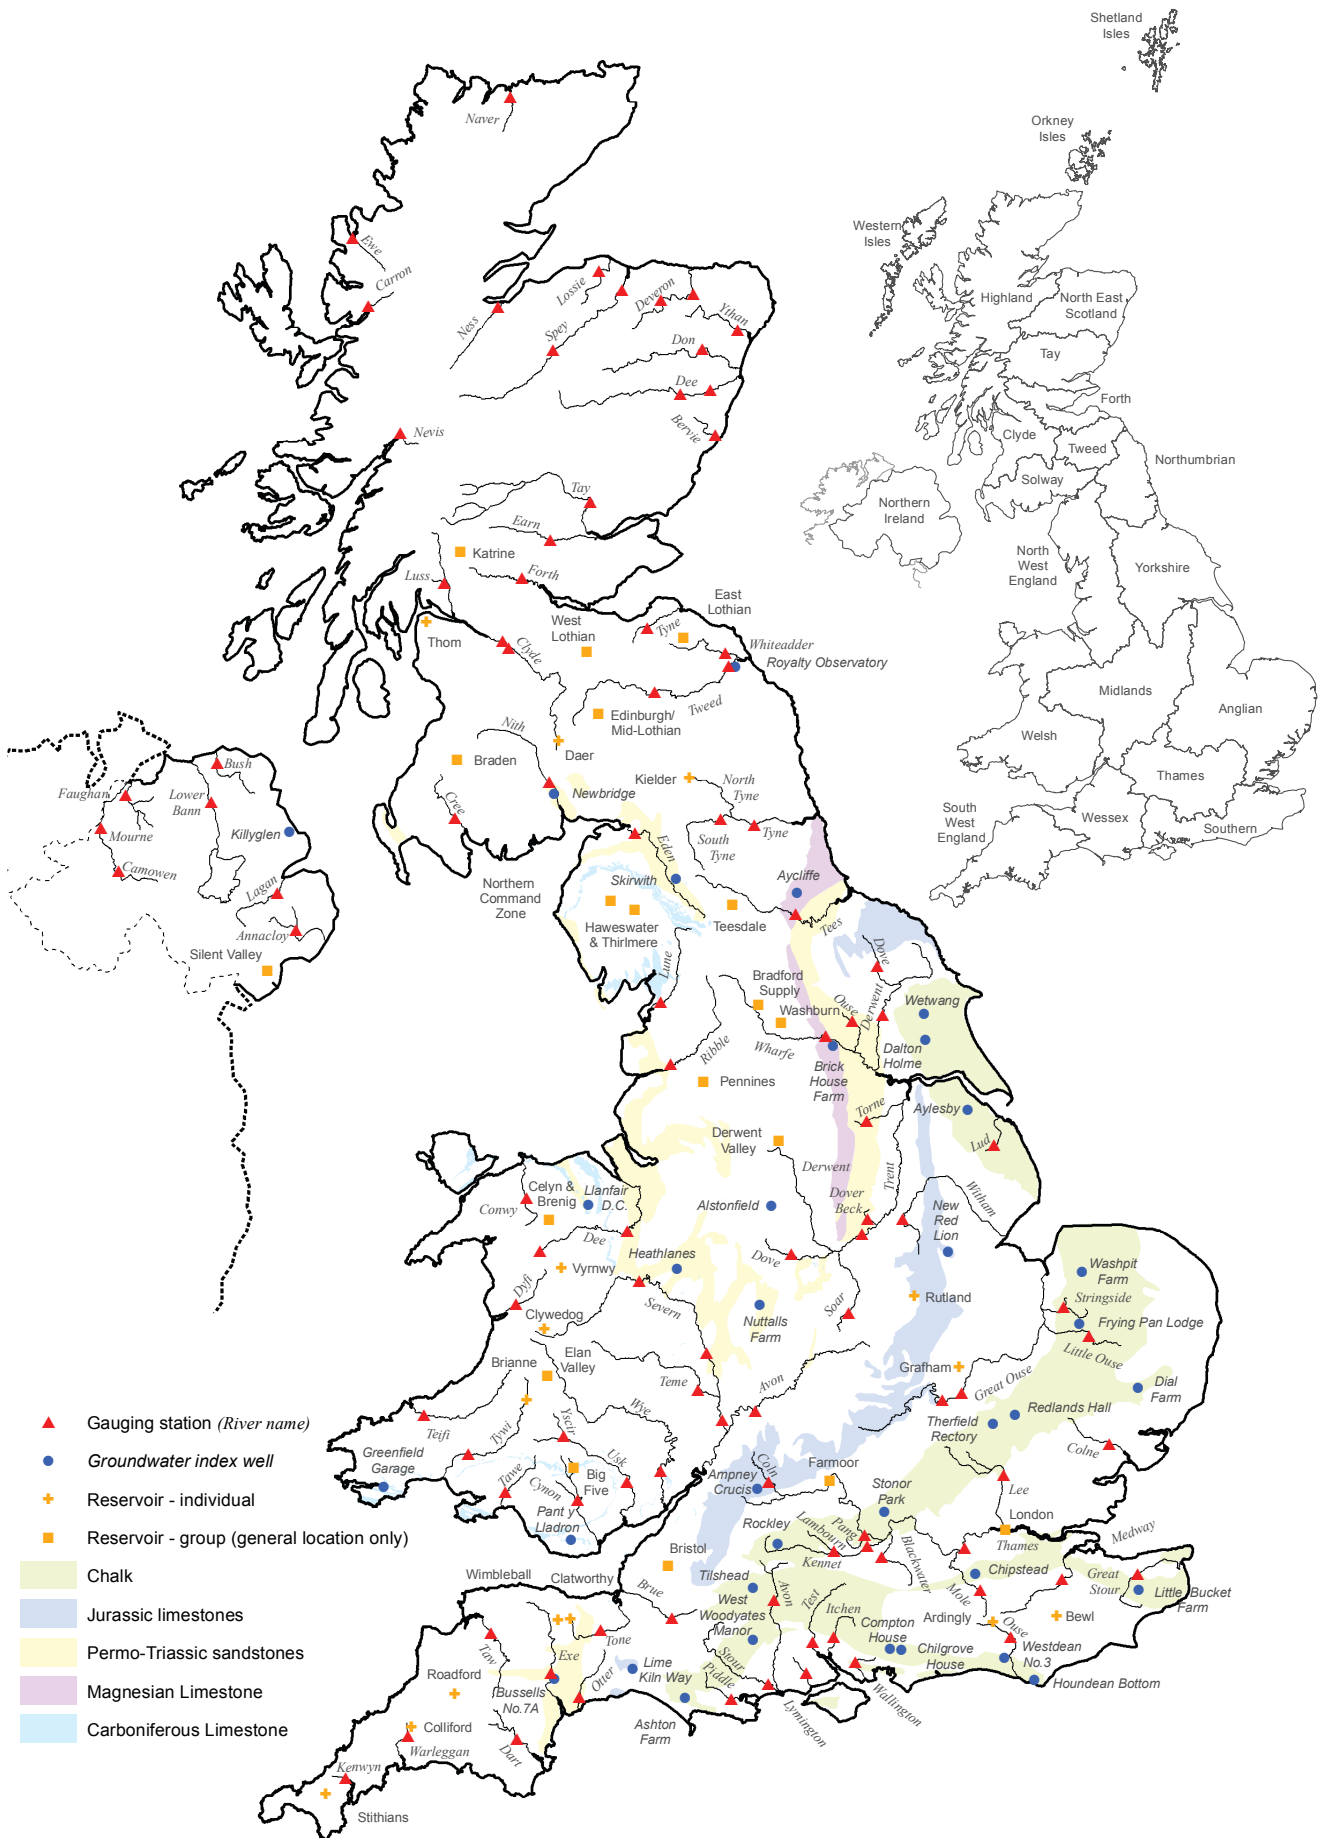 Shetland
Isles
Orkney
Isles
Western
Isles
Highland
North East
Scotland
Tay
Forth
Clyde
Tweed
Northumbrian
Solway
Northern
Ireland
North
West
England
Yorkshire
Midlands
Anglian
Welsh
Thames
South
West
England
Wessex
Southern
Naver
Ewe
Carron
Ness
Lossie
Spey
Deveron
Ythan
Don
Dee
Bervie
Nevis
Tay
Earn
Katrine
Luss
Forth
Thom
Clyde
West
Lothian
East
Lothian
Tyne
Whiteadder
Royalty Observatory
Tweed
Edinburgh/
Mid-Lothian
Nith
Daer
Braden
Cree
Newbridge
Kielder
North
Tyne
South
Tyne
Tyne
Bush
Faughan
Lower
Bann
Mourne
Killyglen
Camowen
Lagan
Annacloy
Silent Valley
Northern
Command
Zone
Eden
Skirwith
Haweswater
& Thirlmere
Teesdale
Aycliffe
Tees
Lune
Dove
Bradford
Supply
Washburn
Ouse
Derwent
Wetwang
Dalton
Holme
Ribble
Wharfe
Brick
House
Farm
Pennines
Torne
Aylesby
Lud
Derwent
Valley
Derwent
Trent
Dover
Beck
Witham
New
Red
Lion
Celyn &
Brenig
Llanfair
D.C.
Conwy
Dee
Alstonfield
Heathlanes
Dove
Vyrnwy
Dyfi
Clywedog
Severn
Nuttalls
Farm
Soar
Rutland
Washpit
Farm
Stringside
Frying Pan Lodge
Little Ouse
Brianne
Elan
Valley
Teme
Avon
Grafham
Great Ouse
Dial
Farm
Redlands Hall
Therfield
Rectory
Colne
Teifi
Tywi
Ysctr
Wye
Greenfield
Garage
Tawe
Cynon
Big
Five
Usk
Pant y
Lladron
Coln
Ampney
Crucis
Farmoor
Stonor
Park
Lee
London
Rockley
Lambourn
Pang
Kennet
Blackwater
Thames
Medway
Bristol
Tilshead
Chipstead
Great
Stour
Little Bucket
Farm
Wimbleball
Clatworthy
Brue
West
Woodyates
Manor
Avon
Test
Itchen
Mole
Ardingly
Ouse
Bewl
Compton
House
Chilgrove
House
Westdean
No.3
Houndean Bottom
Taw
Tone
Exe
Roadford
Bussells
No.7A
Otter
Lime
Kiln Way
Stour
Piddle
Ashton
Farm
Lymington
Wallington
Colliford
Warleggan
Dart
Kenwyn
Stithians
Gauging station (River name)
Groundwater index well
Reservoir - individual
Reservoir - group (general location only)
Chalk
Jurassic limestones
Permo-Triassic sandstones
Magnesian Limestone
Carboniferous Limestone